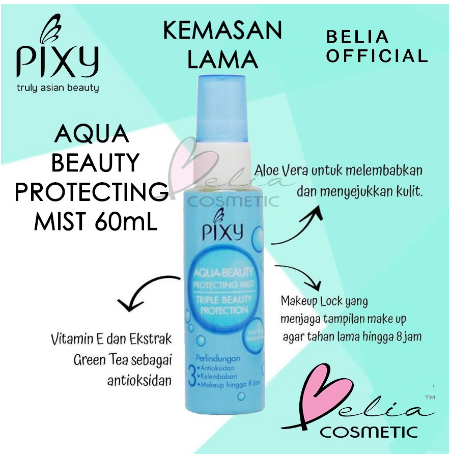 PIXY
truly asian beauty
KEMASAN
LAMA
BELIA
OFFICIAL
AQUA
BEAUTY
PROTECTING
MIST 60mL
Belia
COSMETIC
Aloe Vera untuk melembabkan
dan menyejukkan kulit.
PIXY
AQUA-BEAUTY
PROTECTING MIST
TRIPLE BEAUTY
PROTECTION
Makeup Lock yang
menjaga tampilan make up
agar tahan lama hingga 8 jam
Vitamin E dan Ekstrak
Green Tea sebagai
antioksidan
3 Perlindungan
•Antioksidan
•Kelembaban
•Makeup hingga 8 jam
Belia ™
COSMETIC